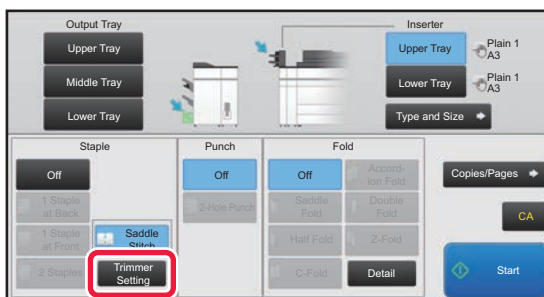 Output Tray
Inserter
Upper Tray
Upper Tray
Plain 1
A3
Middle Tray
Lower Tray
Plain 1
A3
Lower Tray
Type and Size
Staple
Punch
Fold
Off
Off
Off
Accord-
ion Fold
Copies/Pages
1 Staple
at Back
2-Hole Punch
Saddle
Fold
Double
Fold
CA
1 Staple
at Front
Saddle
Stitch
Half Fold
Z-Fold
2 Staples
Trimmer
Setting
C-Fold
Detail
Start